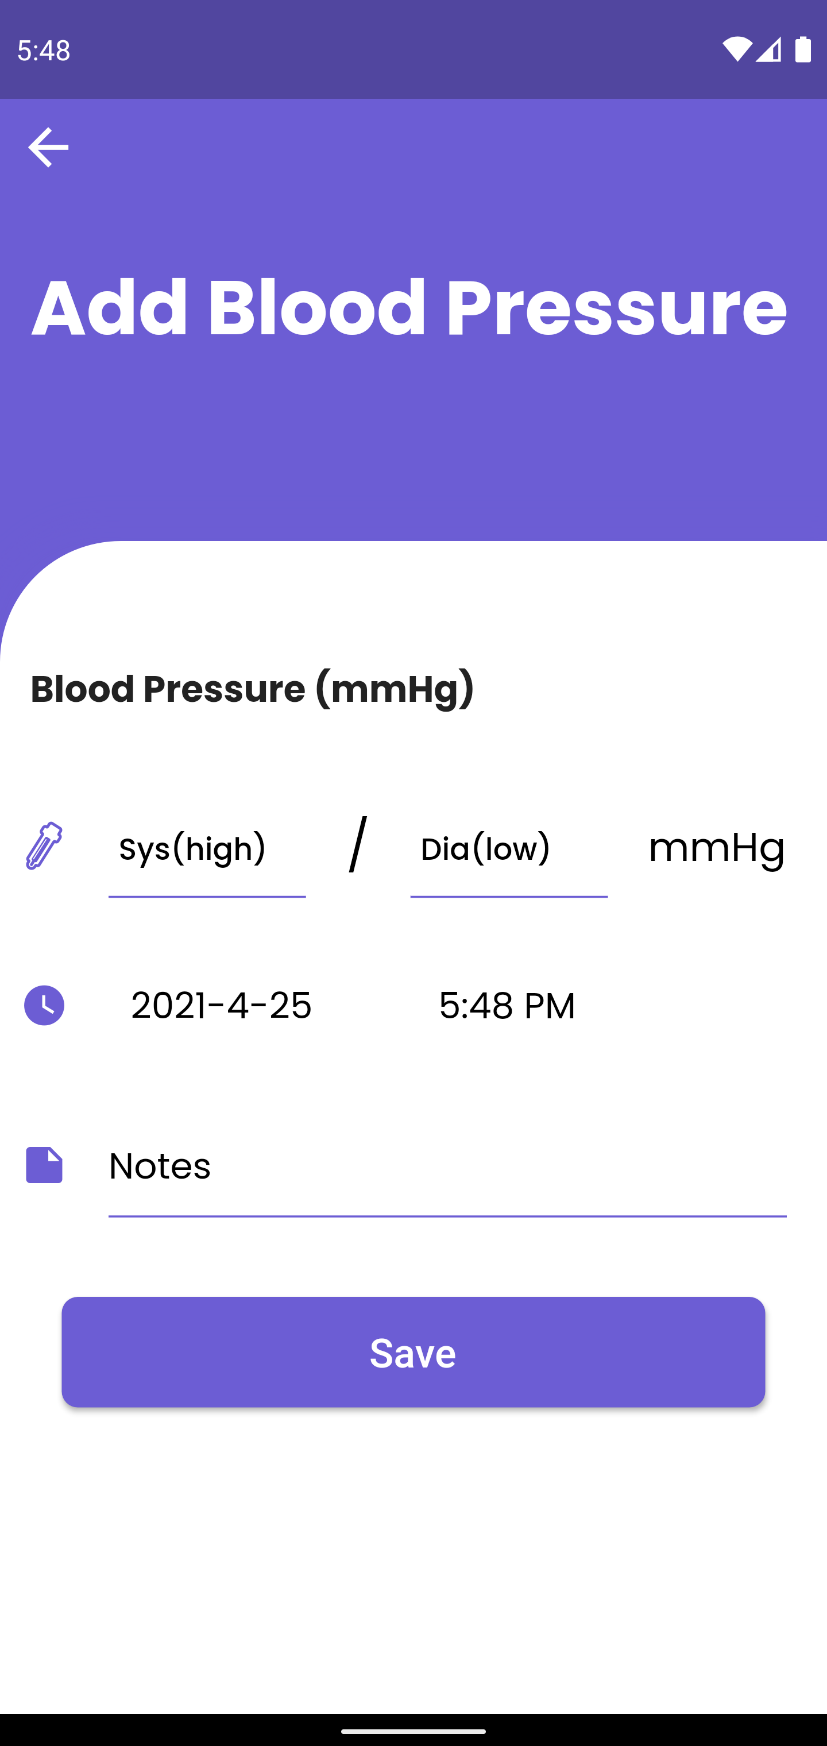 5:48
Add Blood Pressure
Blood Pressure (mmHg)
Sys(high) / Dia(low) mmHg
2021-4-25 5:48 PM
Notes
Save